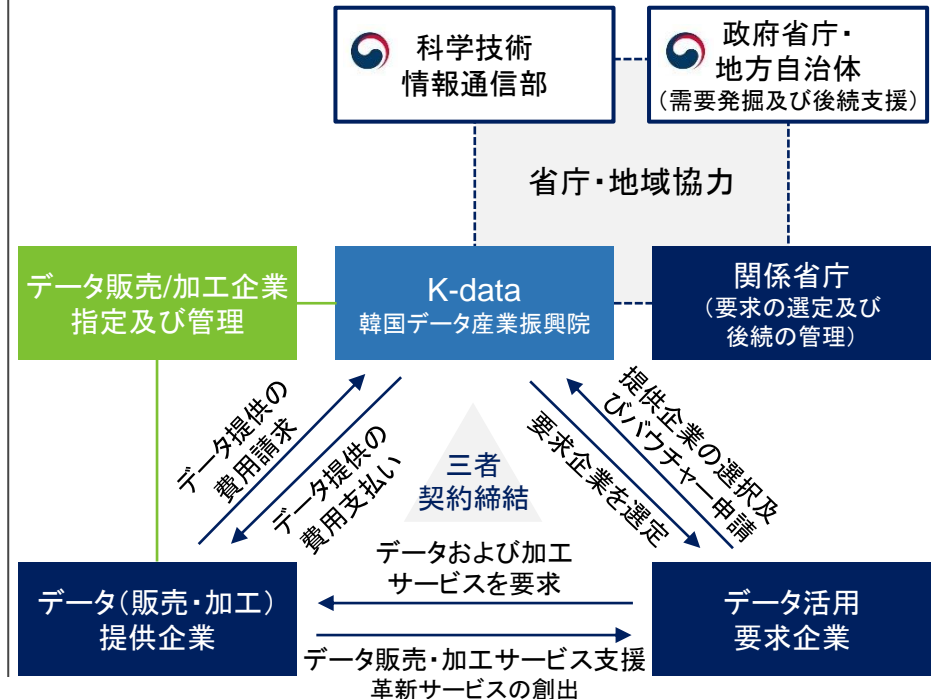 科学技術
情報通信部
政府省庁・
地方自治体
（需要発掘及び後続支援）
省庁・地域協力
データ販売/加工企業
指定及び管理
K-data
韓国データ産業振興院
関係省庁
（要求の選定及び
後続の管理）
データ提供の
費用請求
データ提供の
費用支払い
三者
契約締結
要求企業を選定
提供企業の選択及
びバウチャー申請
データおよび加工
サービスを要求
データ（販売・加工）
提供企業
データ活用
要求企業
データ販売・加工サービス支援
革新サービスの創出